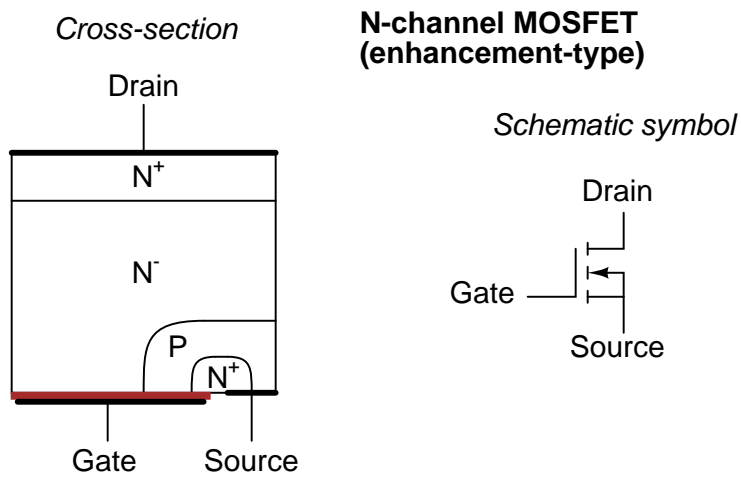 Cross-section
N-channel MOSFET
(enhancement-type)
Drain
Schematic symbol
N+
Drain
N-
Gate
P
Source
N+
Gate
Source